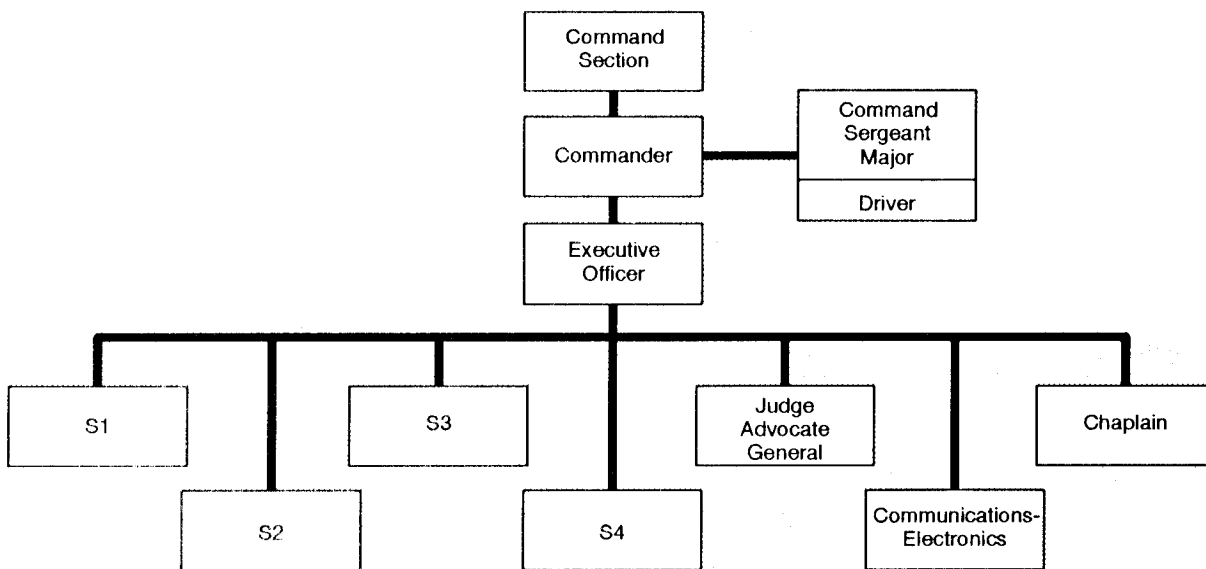 Command
Section
Commander
Command
Sergeant
Major
Driver
Executive
Officer
S1
S3
Judge
Advocate
General
Chaplain
S2
S4
Communications-
Electronics